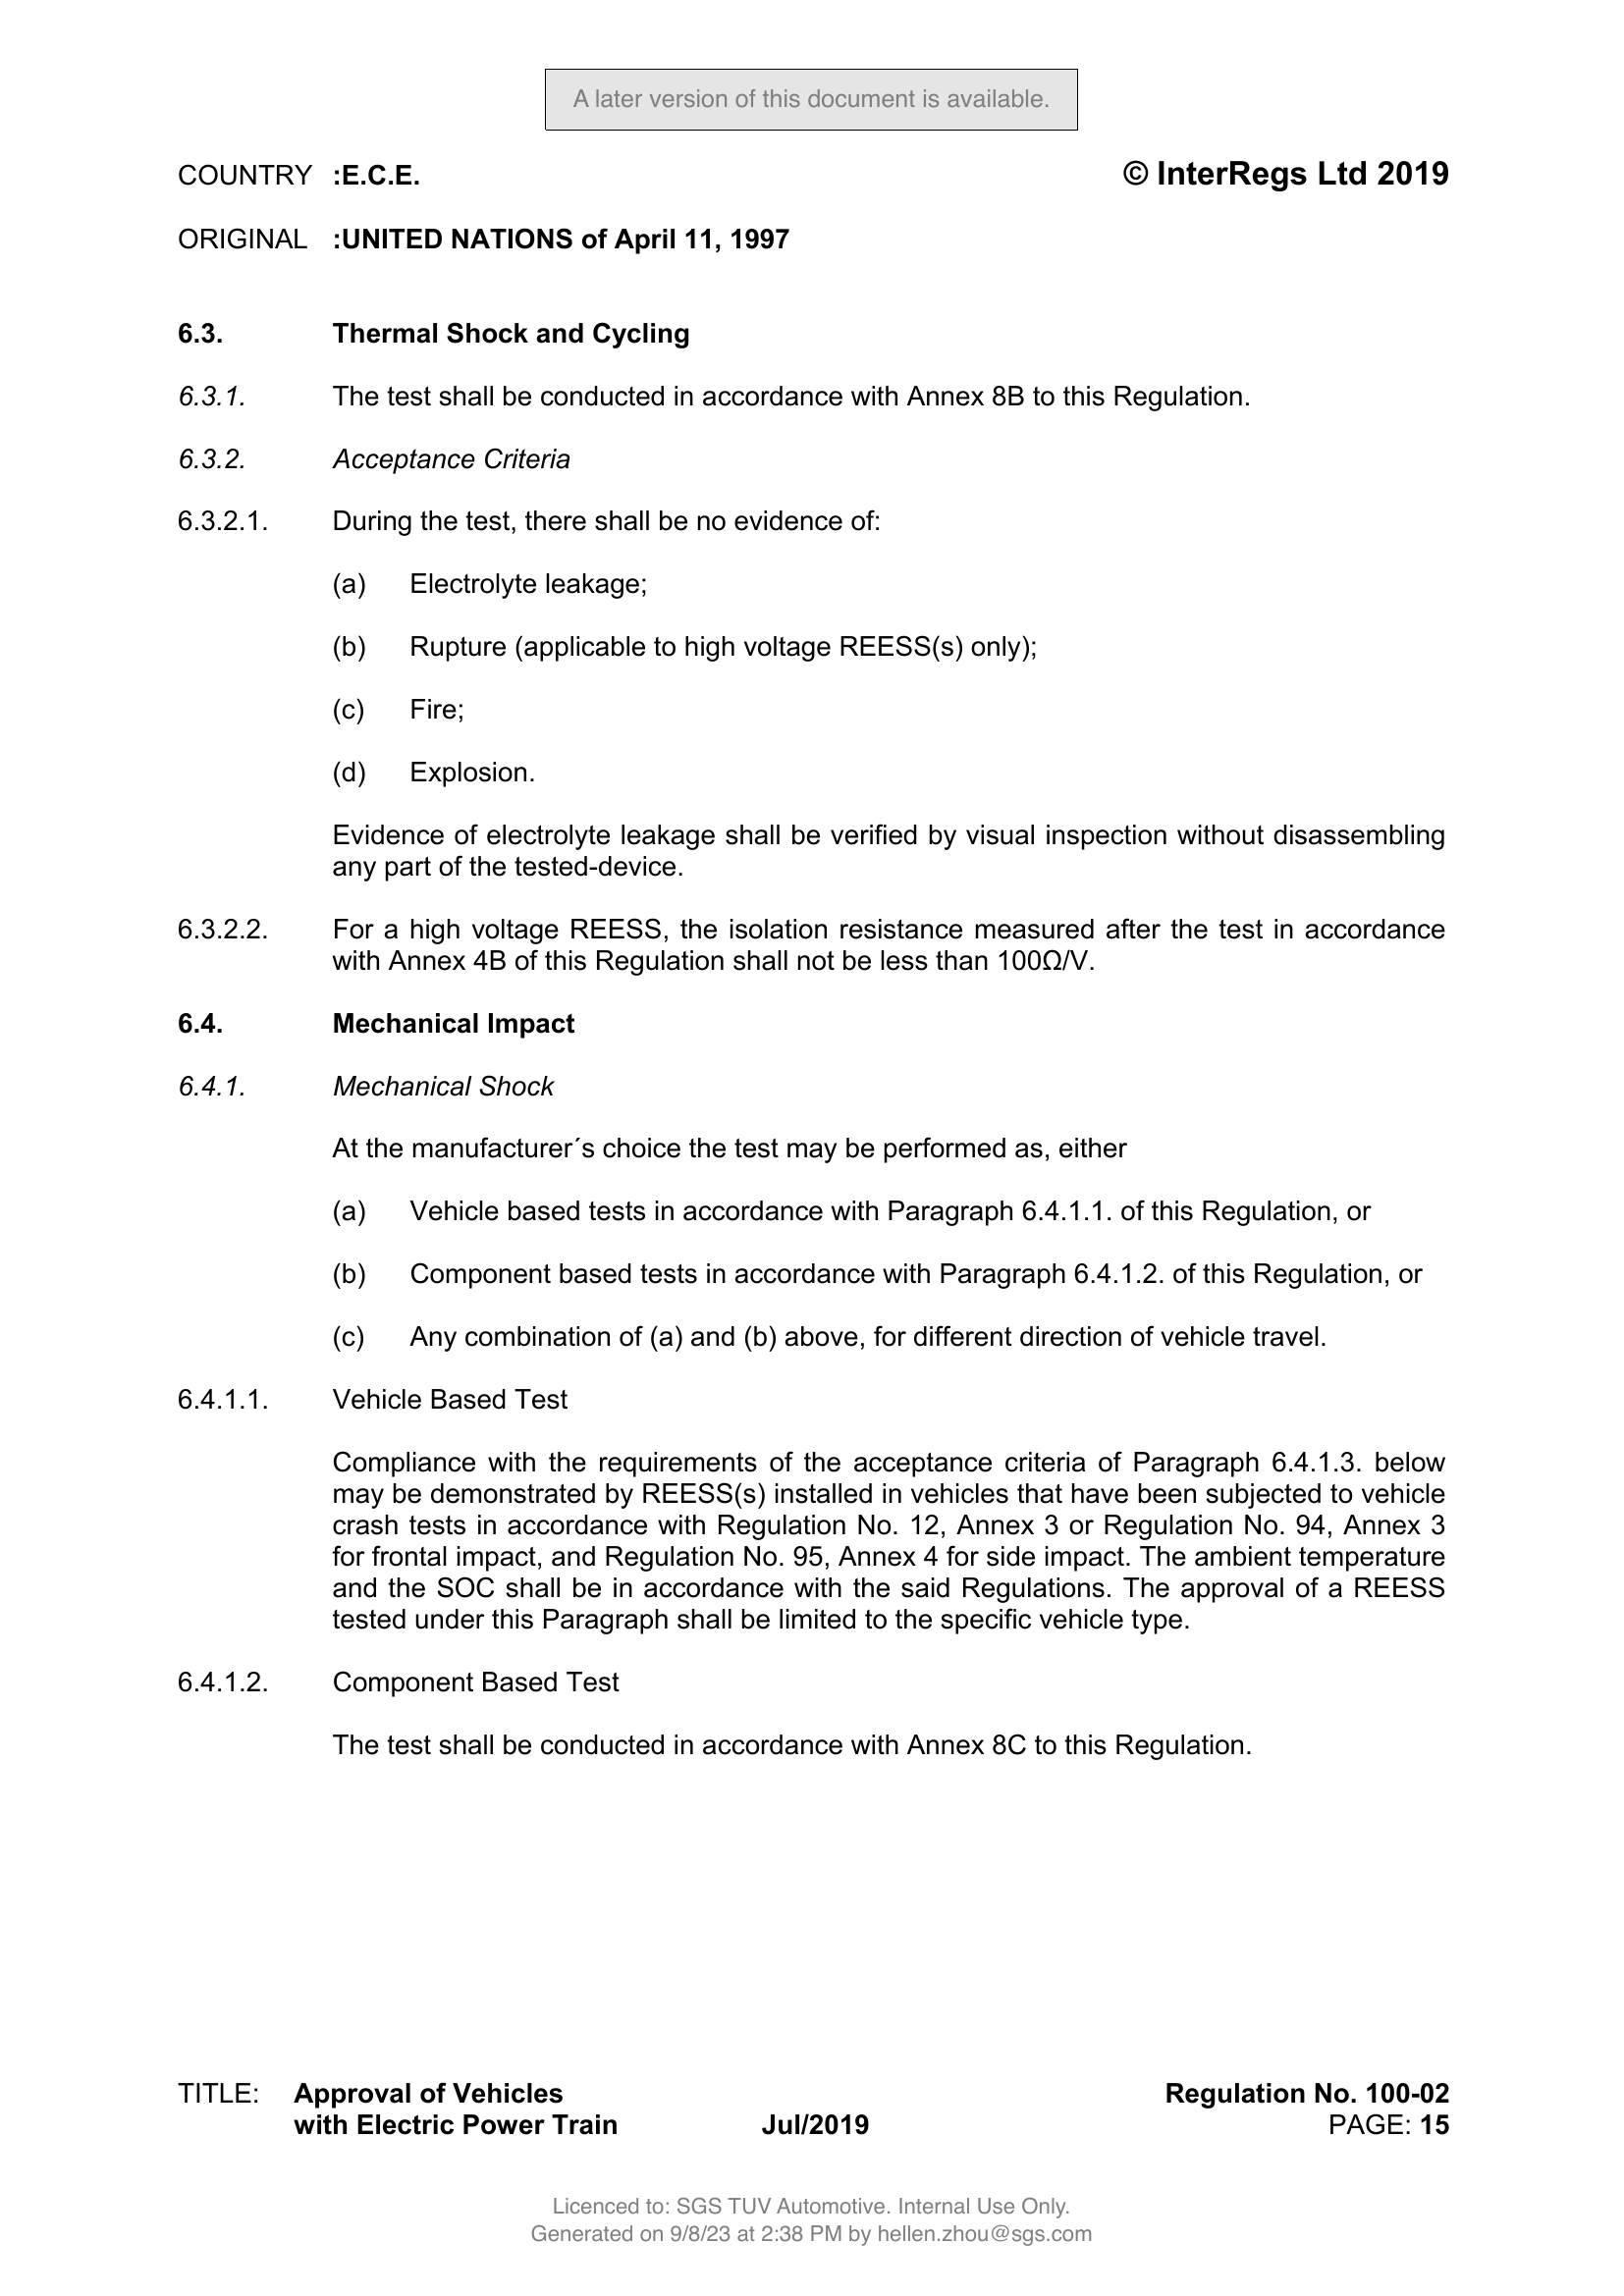 A later version of this document is available.
COUNTRY :E.C.E. © InterRegs Ltd 2019
ORIGINAL :UNITED NATIONS of April 11, 1997
6.3. Thermal Shock and Cycling
6.3.1. The test shall be conducted in accordance with Annex 8B to this Regulation.
6.3.2. Acceptance Criteria
6.3.2.1. During the test, there shall be no evidence of:
(a) Electrolyte leakage;
(b) Rupture (applicable to high voltage REESS(s) only);
(c) Fire;
(d) Explosion.
Evidence of electrolyte leakage shall be verified by visual inspection without disassembling
any part of the tested-device.
6.3.2.2. For a high voltage REESS, the isolation resistance measured after the test in accordance
with Annex 4B of this Regulation shall not be less than 100Ω/V.
6.4. Mechanical Impact
6.4.1. Mechanical Shock
At the manufacturer´s choice the test may be performed as, either
(a) Vehicle based tests in accordance with Paragraph 6.4.1.1. of this Regulation, or
(b) Component based tests in accordance with Paragraph 6.4.1.2. of this Regulation, or
(c) Any combination of (a) and (b) above, for different direction of vehicle travel.
6.4.1.1. Vehicle Based Test
Compliance with the requirements of the acceptance criteria of Paragraph 6.4.1.3. below
may be demonstrated by REESS(s) installed in vehicles that have been subjected to vehicle
crash tests in accordance with Regulation No. 12, Annex 3 or Regulation No. 94, Annex 3
for frontal impact, and Regulation No. 95, Annex 4 for side impact. The ambient temperature
and the SOC shall be in accordance with the said Regulations. The approval of a REESS
tested under this Paragraph shall be limited to the specific vehicle type.
6.4.1.2. Component Based Test
The test shall be conducted in accordance with Annex 8C to this Regulation.
TITLE: Approval of Vehicles Regulation No. 100-02
with Electric Power Train Jul/2019 PAGE: 15
Licenced to: SGS TUV Automotive. Internal Use Only.
Generated on 9/8/23 at 2:38 PM by hellen.zhou@sgs.com